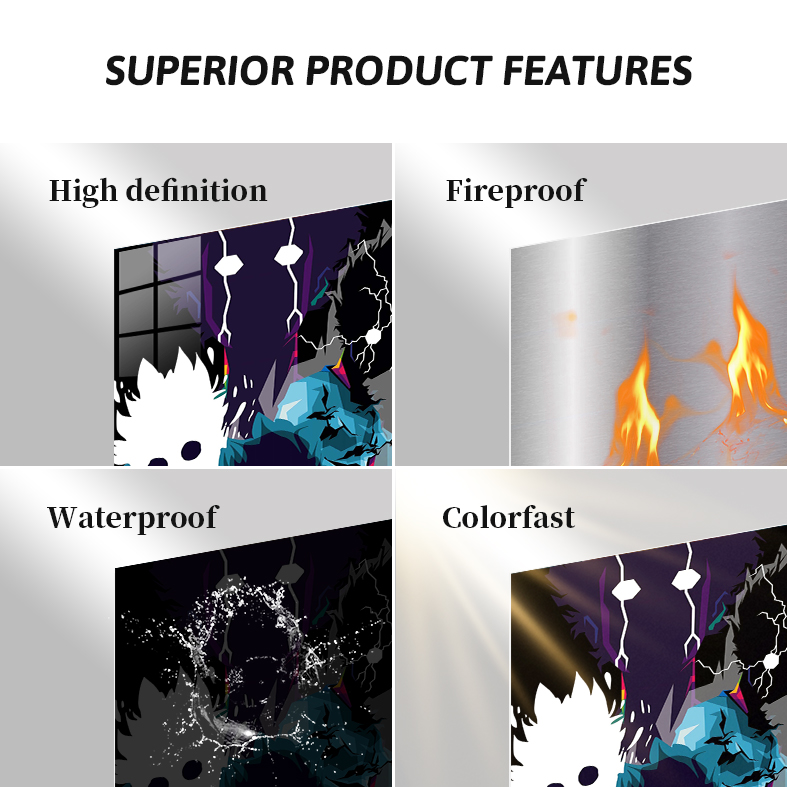 SUPERIOR PRODUCT FEATURES
High definition
Fireproof
Waterproof
Colorfast